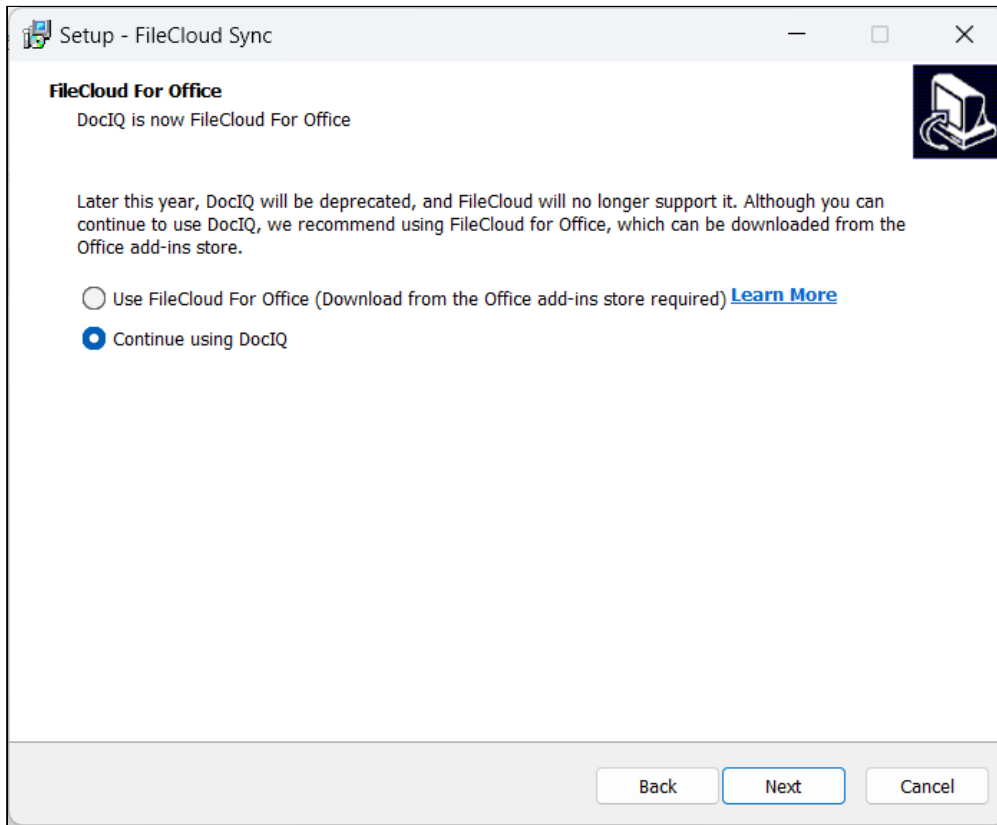 Setup - FileCloud Sync
FileCloud For Office
DocIQ is now FileCloud For Office
Later this year, DocIQ will be deprecated, and FileCloud will no longer support it. Although you can
continue to use DocIQ, we recommend using FileCloud for Office, which can be downloaded from the
Office add-ins store.
Use FileCloud For Office (Download from the Office add-ins store required) Learn More
Continue using DocIQ
Back Next Cancel